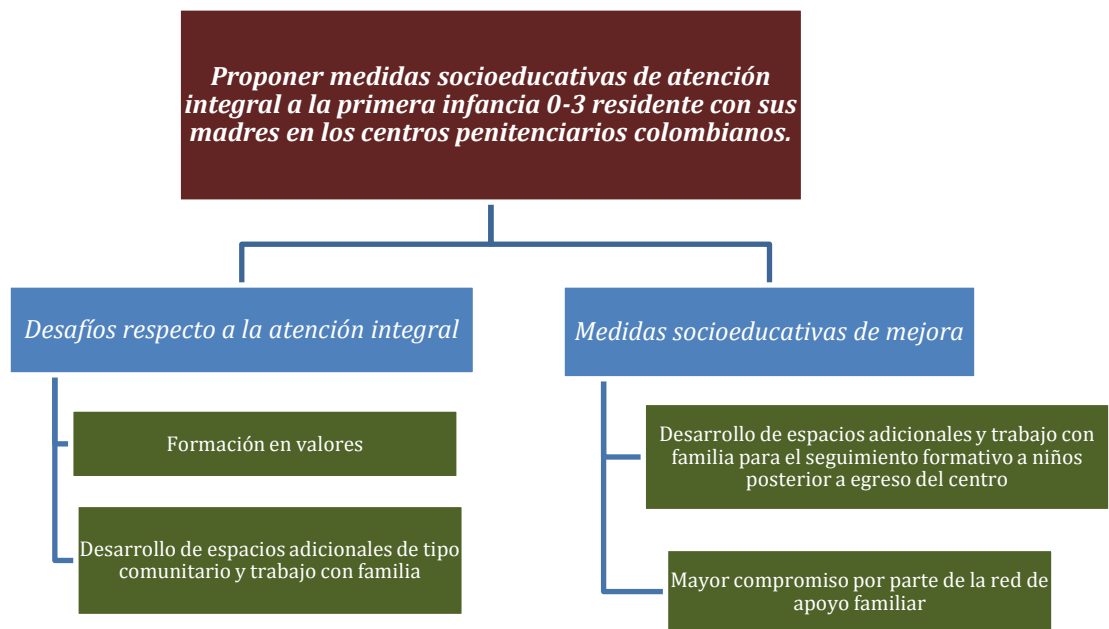 Proponer medidas socioeducativas de atención
integral a la primera infancia 0-3 residente con sus
madres en los centros penitenciarios colombianos.
Desafíos respecto a la atención integral
Formación en valores
Desarrollo de espacios adicionales de tipo
comunitario y trabajo con familia
Medidas socioeducativas de mejora
Desarrollo de espacios adicionales y trabajo con
familia para el seguimiento formativo a niños
posterior a egreso del centro
Mayor compromiso por parte de la red de
apoyo familiar